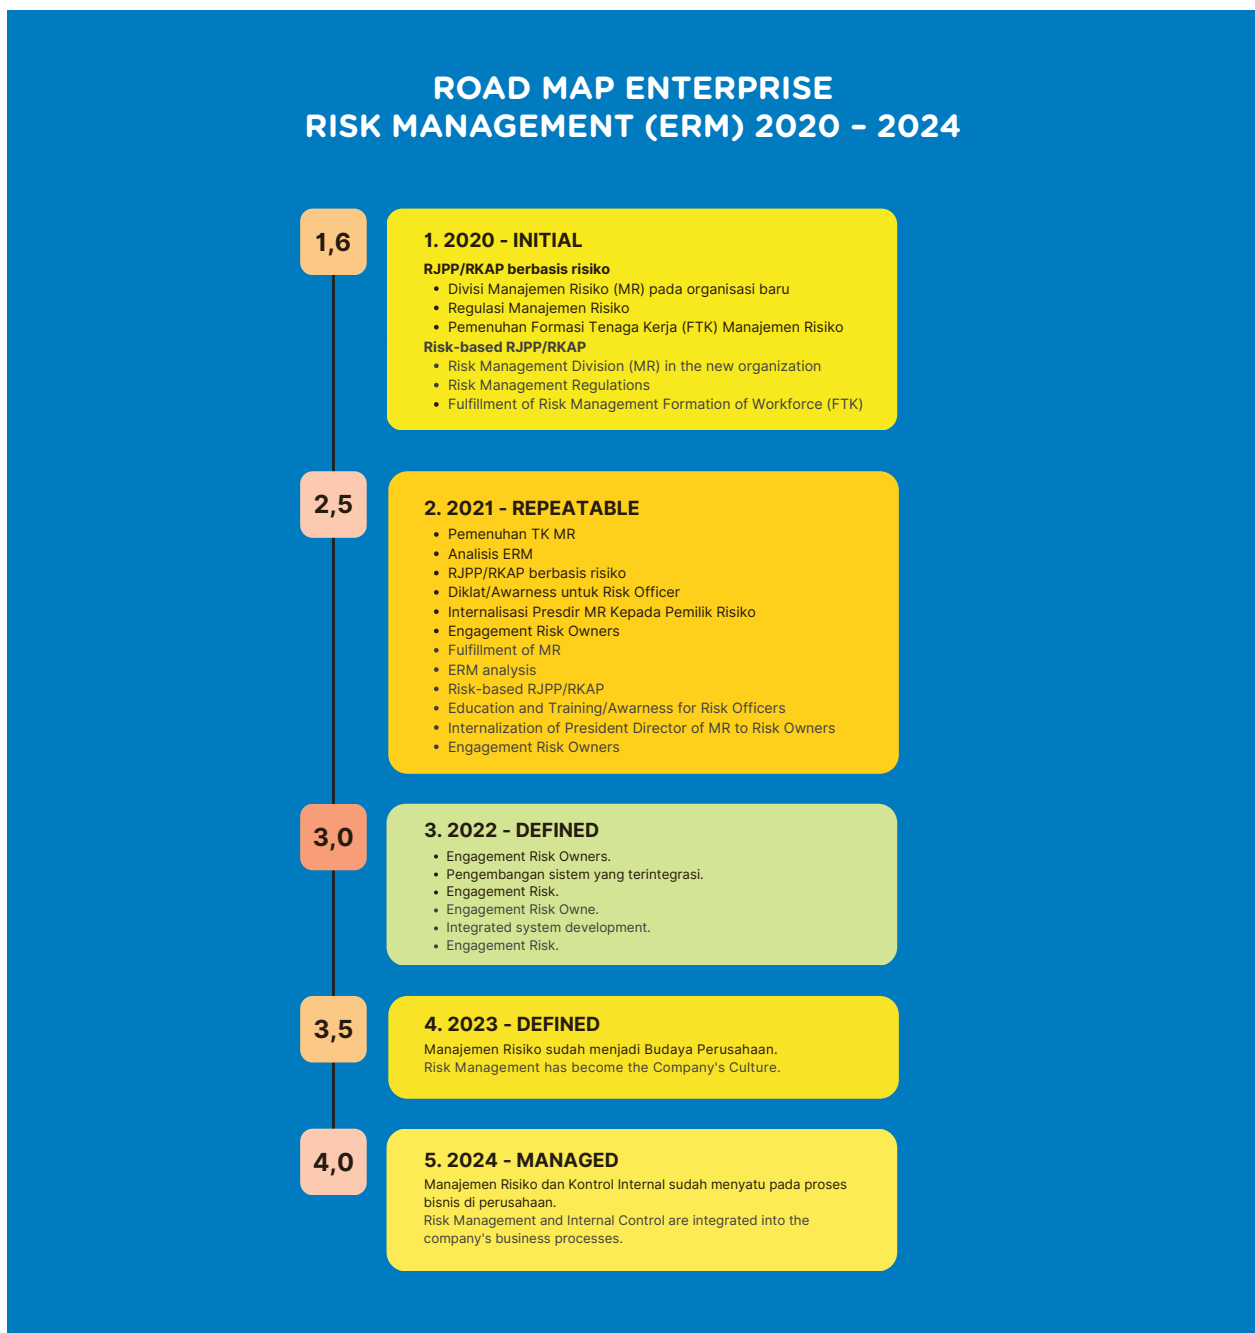 ROAD MAP ENTERPRISE
RISK MANAGEMENT (ERM) 2020 – 2024
1,6
1. 2020 - INITIAL
RJPP/RKAP berbasis risiko
• Divisi Manajemen Risiko (MR) pada organisasi baru
• Regulasi Manajemen Risiko
• Pemenuhan Formasi Tenaga Kerja (FTK) Manajemen Risiko
Risk-based RJPP/RKAP
• Risk Management Division (MR) in the new organization
• Risk Management Regulations
• Fulfillment of Risk Management Formation of Workforce (FTK)
2,5
2. 2021 - REPEATABLE
• Pemenuhan TK MR
• Analisis ERM
• RJPP/RKAP berbasis risiko
• Diklat/Awarness untuk Risk Officer
• Internalisasi Presdir MR Kepada Pemilik Risiko
• Engagement Risk Owners
• Fulfillment of MR
• ERM analysis
• Risk-based RJPP/RKAP
• Education and Training/Awarness for Risk Officers
• Internalization of President Director of MR to Risk Owners
• Engagement Risk Owners
3,0
3. 2022 - DEFINED
• Engagement Risk Owners.
• Pengembangan sistem yang terintegrasi.
• Engagement Risk.
• Engagement Risk Owne.
• Integrated system development.
• Engagement Risk.
3,5
4. 2023 - DEFINED
Manajemen Risiko sudah menjadi Budaya Perusahaan.
Risk Management has become the Company's Culture.
4,0
5. 2024 - MANAGED
Manajemen Risiko dan Kontrol Internal sudah menyatu pada proses
bisnis di perusahaan.
Risk Management and Internal Control are integrated into the
company's business processes.